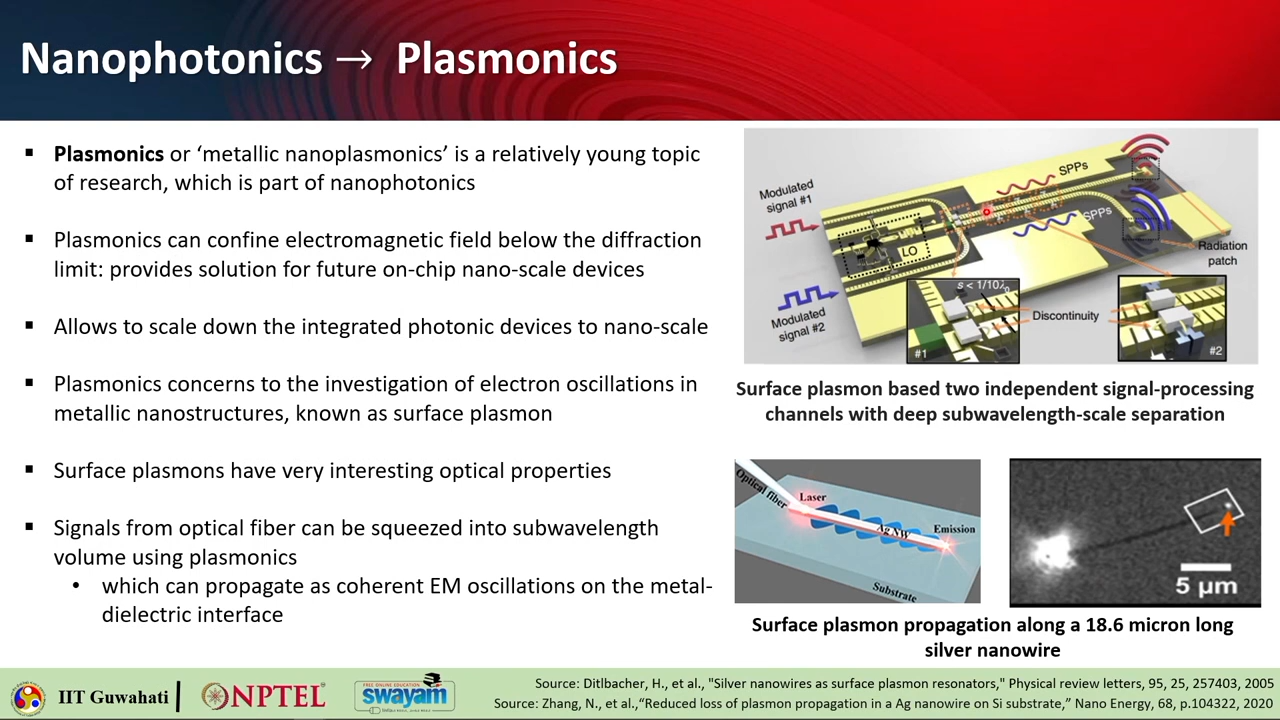 Nanophotonics → Plasmonics
▪ Plasmonics or ‘metallic nanoplasmonics’ is a relatively young topic
of research, which is part of nanophotonics
▪ Plasmonics can confine electromagnetic field below the diffraction
limit: provides solution for future on-chip nano-scale devices
▪ Allows to scale down the integrated photonic devices to nano-scale
▪ Plasmonics concerns to the investigation of electron oscillations in
metallic nanostructures, known as surface plasmon
▪ Surface plasmons have very interesting optical properties
▪ Signals from optical fiber can be squeezed into subwavelength
volume using plasmonics
• which can propagate as coherent EM oscillations on the metal-
dielectric interface
Modulated
signal #1
SPPs
SPPs
LO
Radiation
patch
Modulated
signal #2
s < 1/10λ0
Discontinuity
#1
#2
Surface plasmon based two independent signal-processing
channels with deep subwavelength-scale separation
Optical fiber
Laser
Ag NW
Emission
Substrate
5 µm
Surface plasmon propagation along a 18.6 micron long
silver nanowire
IIT Guwahati
NPTEL
FREE ONLINE EDUCATION
swayam
Source: Ditlbacher, H., et al., "Silver nanowires as surface plasmon resonators," Physical review letters, 95, 25, 257403, 2005
Source: Zhang, N., et al.,“Reduced loss of plasmon propagation in a Ag nanowire on Si substrate,” Nano Energy, 68, p.104322, 2020